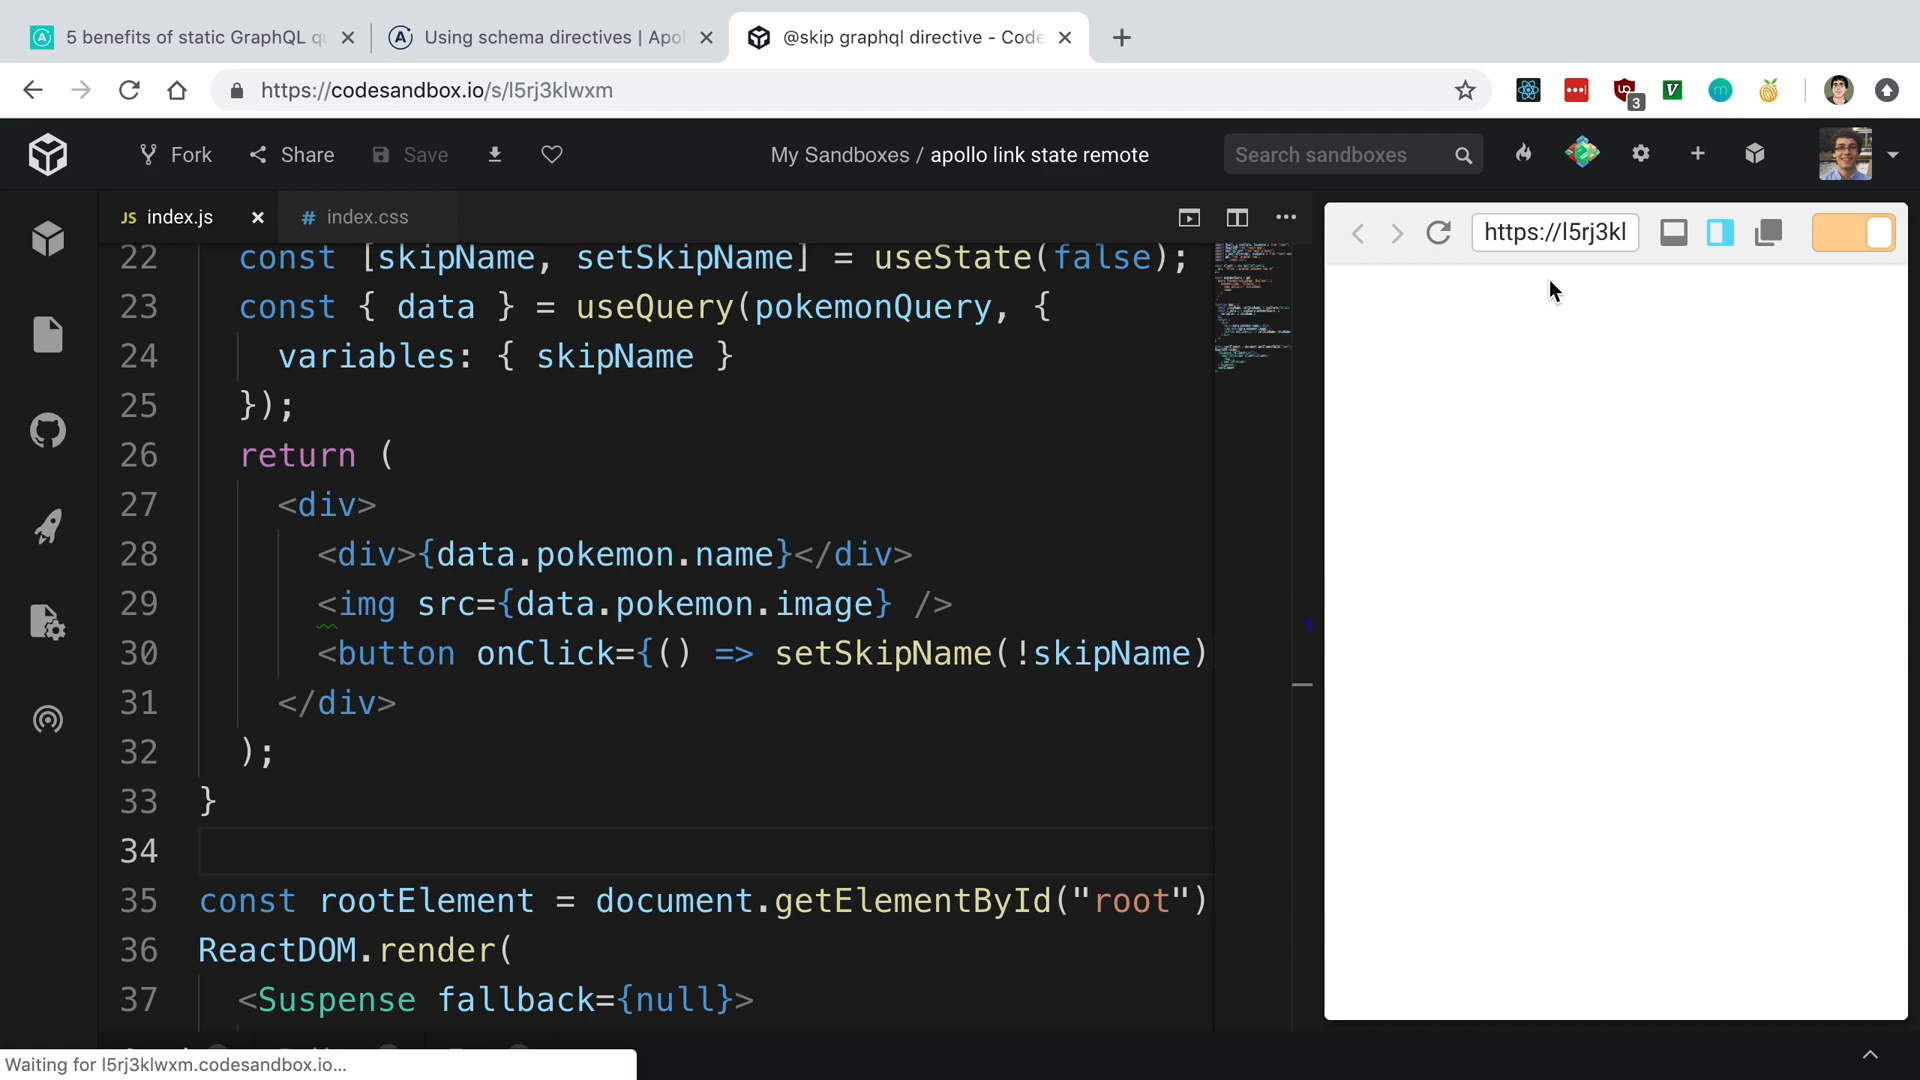 5 benefits of static GraphQL qu
Using schema directives | Apol
@skip graphql directive - Code
https://codesandbox.io/s/l5rj3klwxm
3
Fork
Share
Save
My Sandboxes / apollo link state remote
Search sandboxes
JS index.js
# index.css
https://l5rj3kl
22 const [skipName, setSkipName] = useState(false);
23 const { data } = useQuery(pokemonQuery, {
24 variables: { skipName }
25 });
26 return (
27 <div>
28 <div>{data.pokemon.name}</div>
29 <img src={data.pokemon.image} />
30 <button onClick={() => setSkipName(!skipName)
31 </div>
32 );
33 }
34
35 const rootElement = document.getElementById("root")
36 ReactDOM.render(
37 <Suspense fallback={null}>
Waiting for l5rj3klwxm.codesandbox.io...